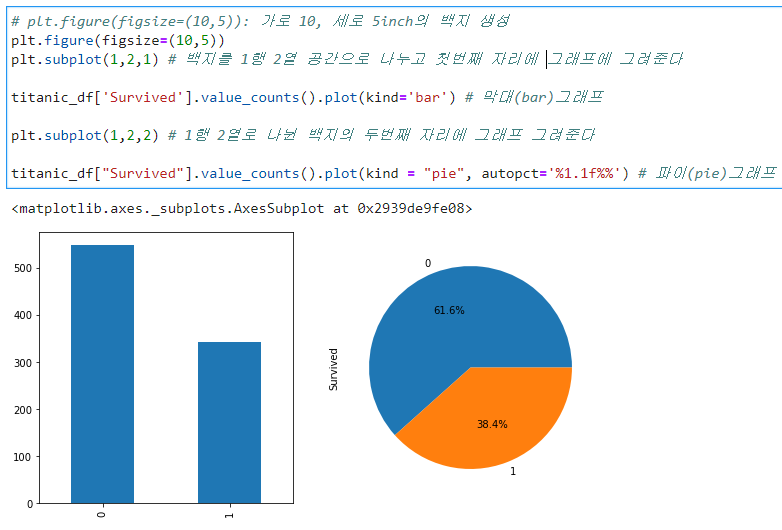 # plt.figure(figsize=(10,5)): 가로 10, 세로 5inch의 백지 생성
plt.figure(figsize=(10,5))
plt.subplot(1,2,1) # 백지를 1행 2열 공간으로 나누고 첫번째 자리에 그래프에 그려준다
titanic_df['Survived'].value_counts().plot(kind='bar') # 막대(bar)그래프
plt.subplot(1,2,2) # 1행 2열로 나뉜 백지의 두번째 자리에 그래프 그려준다
titanic_df["Survived"].value_counts().plot(kind = "pie", autopct='%1.1f%%') # 파이(pie)그래프
<matplotlib.axes._subplots.AxesSubplot at 0x2939de9fe08>
500
400
300
200
100
0
0
1
Survived
0
61.6%
38.4%
1